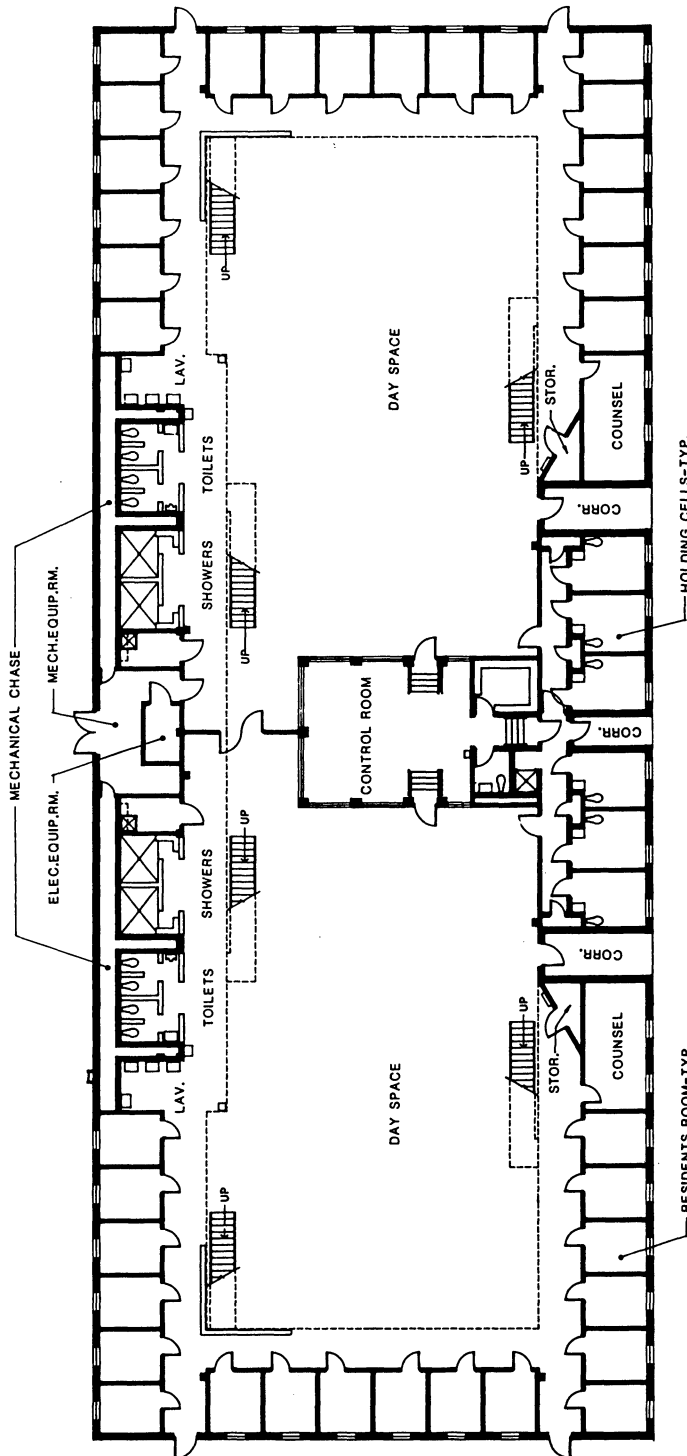 MECHANICAL CHASE
MECH.EQUIP.RM.
ELEC.EQUIP.RM.
LAV.
TOILETS
SHOWERS
SHOWERS
TOILETS
LAV.
UP
UP
UP
UP
DAY SPACE
CONTROL ROOM
DAY SPACE
UP
UP
STOR.
STOR.
COUNSEL
CORR.
CORR.
CORR.
COUNSEL
RESIDENTS ROOM-TYP.
HOLDING CELLS-TYP.